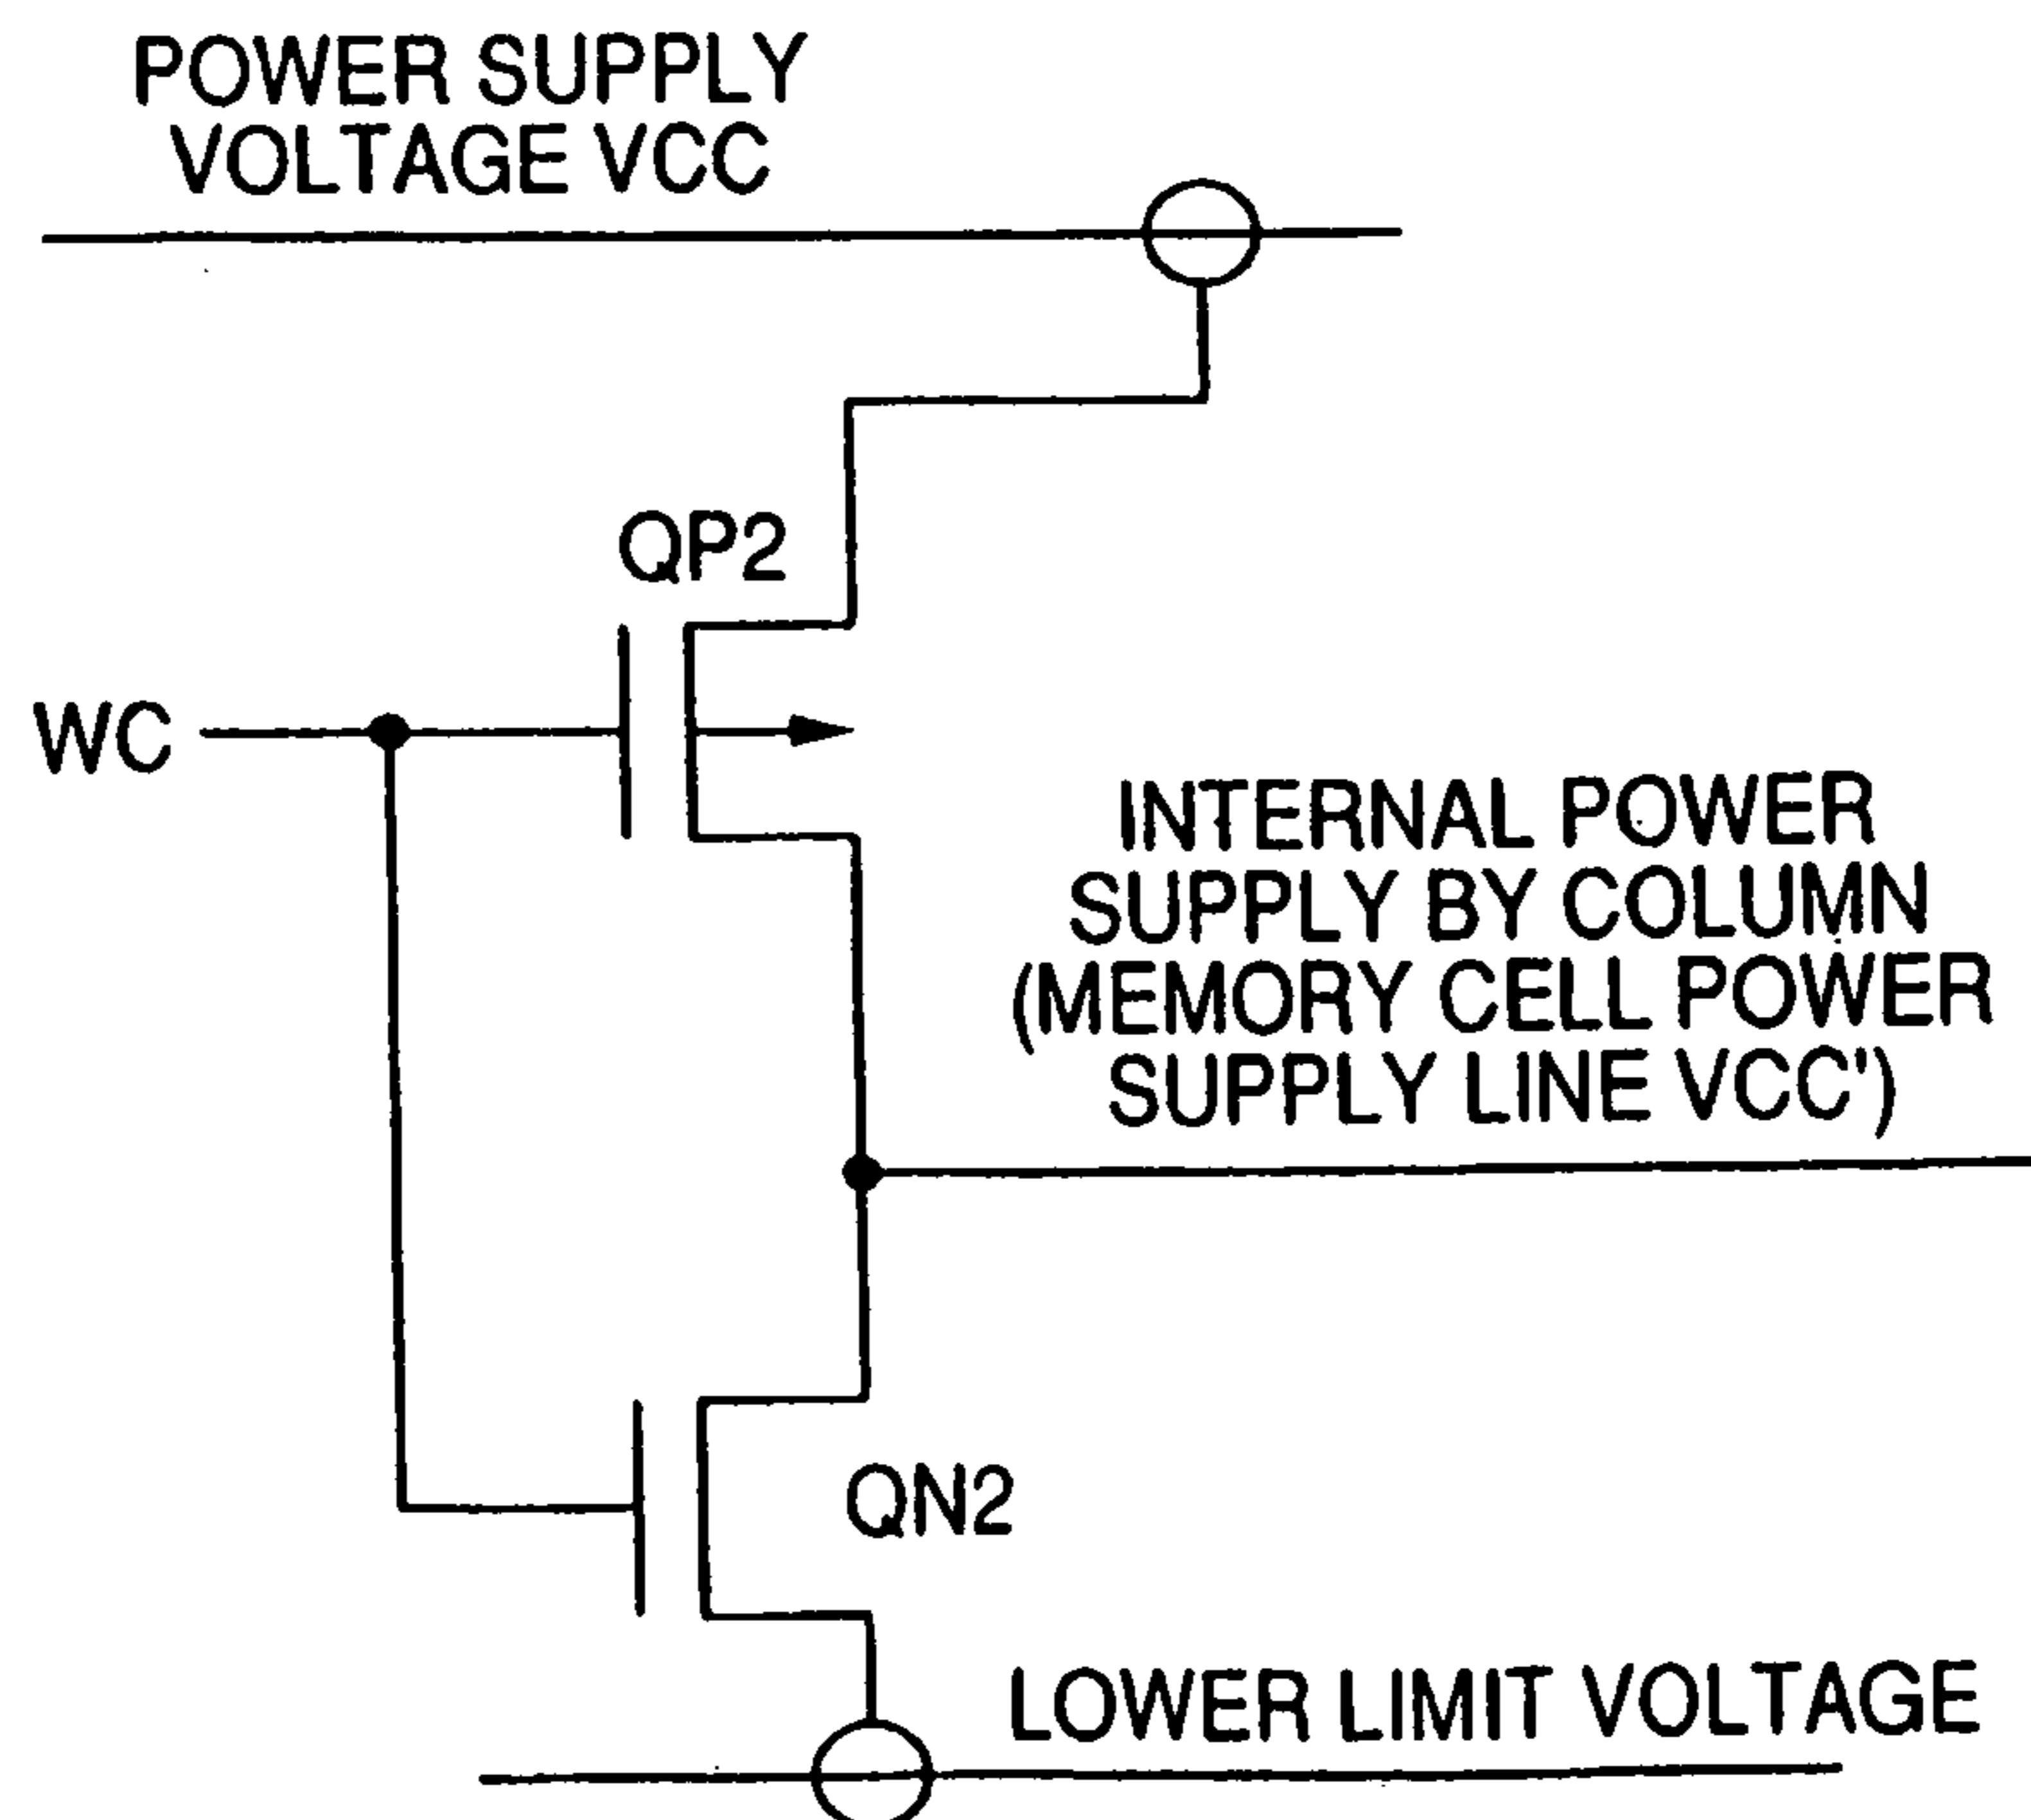 POWER SUPPLY
VOLTAGE VCC
QP2
WC
INTERNAL POWER
SUPPLY BY COLUMN
(MEMORY CELL POWER
SUPPLY LINE VCC')
QN2
LOWER LIMIT VOLTAGE